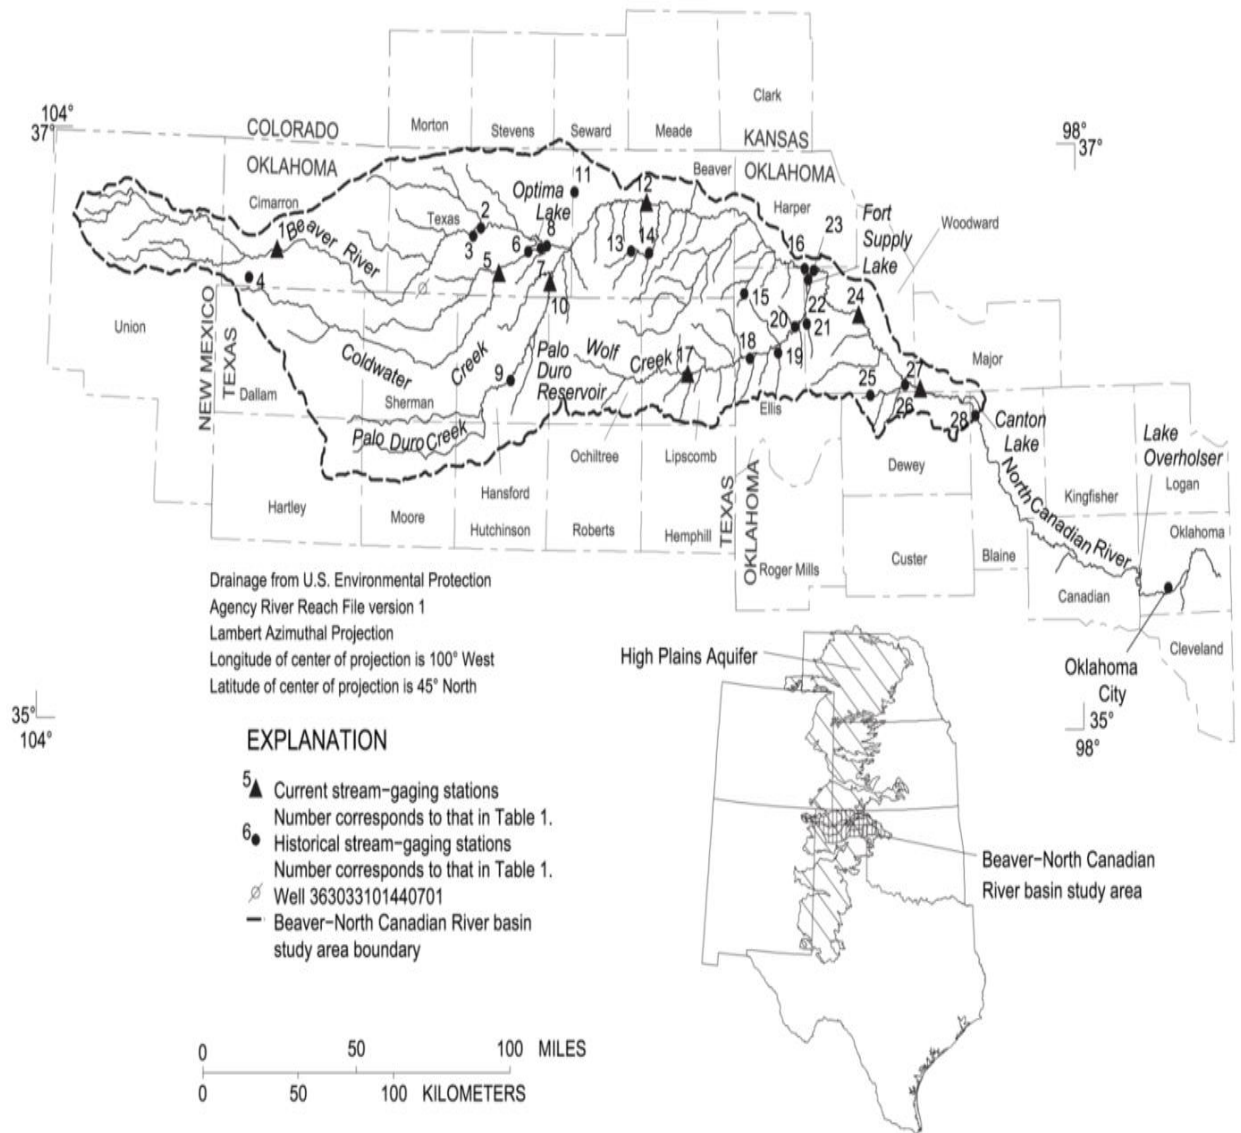 104°
37°
98°
37°
COLORADO
KANSAS
OKLAHOMA
OKLAHOMA
Morton
Stevens
Seward
Meade
Clark
Beaver
Cimarron
Texas
Harper
Woodward
Optima
Lake
Fort
Supply
Lake
Beaver River
1
2
3
4
5
6
7
8
9
10
11
12
13
14
15
16
17
18
19
20
21
22
23
24
25
26
27
28
Union
NEW MEXICO
TEXAS
Dallam
Coldwater
Creek
Sherman
Palo Duro Creek
Palo
Duro
Reservoir
Wolf
Creek
Ellis
Major
Canton
Lake
Lake
Overholser
Logan
Ochiltree
Lipscomb
Dewey
Hansford
Hartley
Moore
Hutchinson
Roberts
Hemphill
TEXAS
OKLAHOMA
Roger Mills
Custer
Blaine
Kingfisher
North Canadian River
Oklahoma
Canadian
Cleveland
Oklahoma
City
Drainage from U.S. Environmental Protection
Agency River Reach File version 1
Lambert Azimuthal Projection
Longitude of center of projection is 100° West
Latitude of center of projection is 45° North
35°
104°
35°
98°
High Plains Aquifer
Beaver-North Canadian
River basin study area
EXPLANATION
5 Current stream-gaging stations
Number corresponds to that in Table 1.
6 Historical stream-gaging stations
Number corresponds to that in Table 1.
Well 363033101440701
Beaver-North Canadian River basin
study area boundary
0 50 100 MILES
0 50 100 KILOMETERS